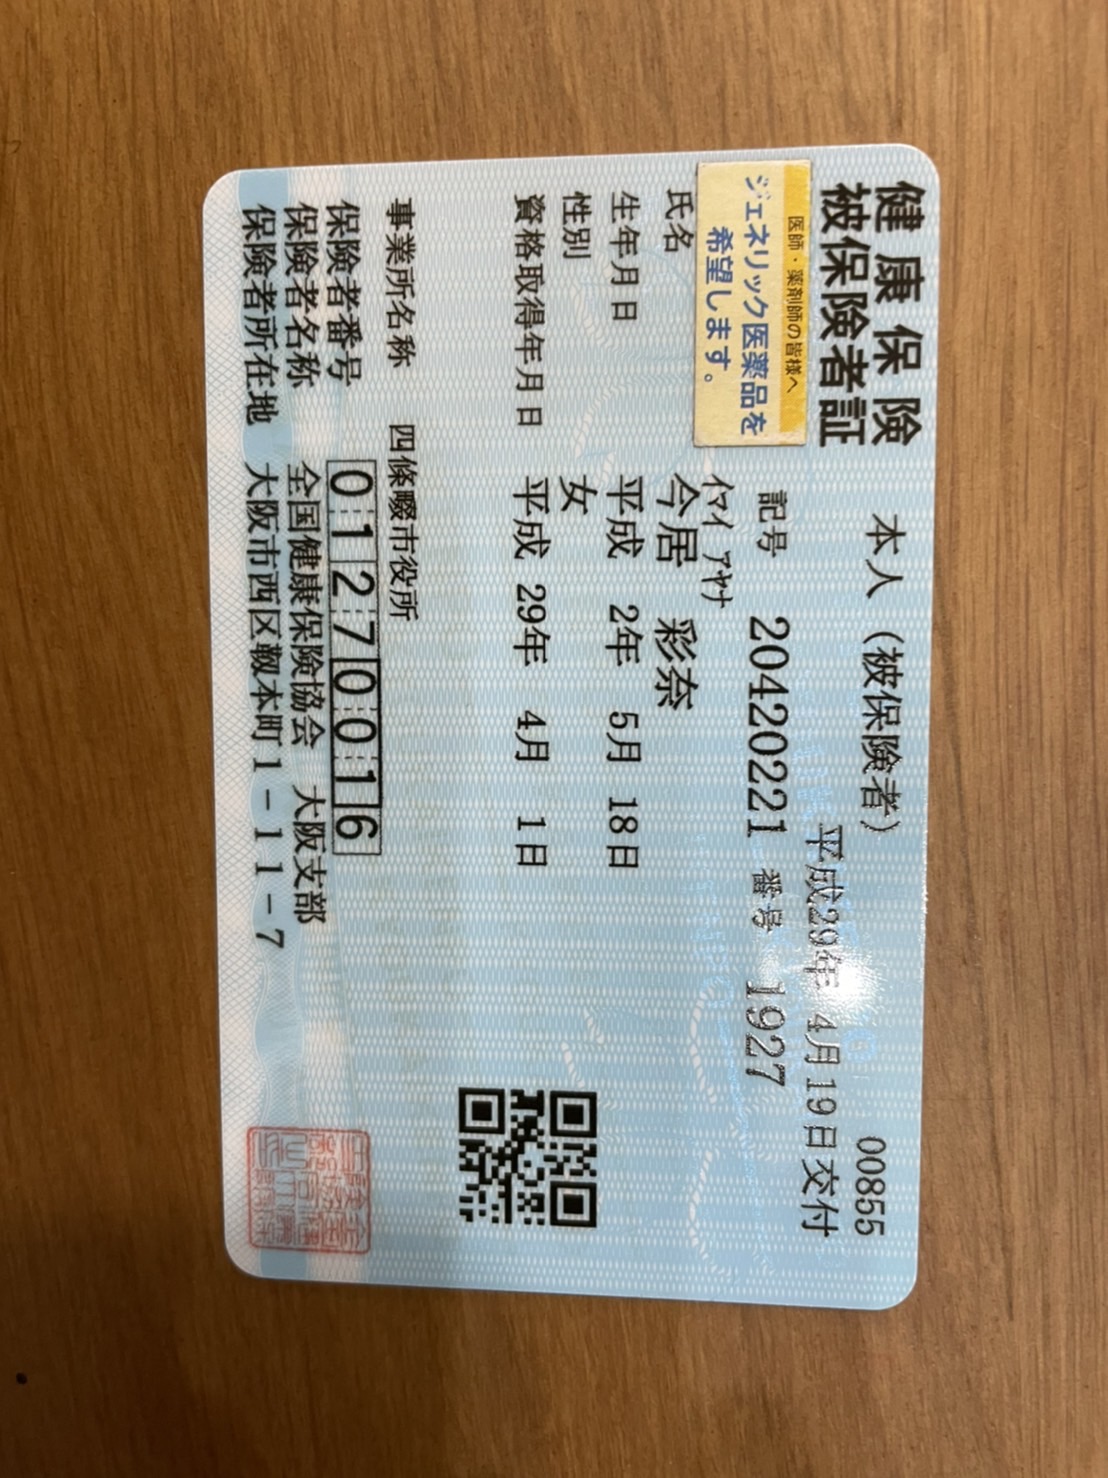 健康保険
被保険者証
本人（被保険者）
00855
平成29年 4月19日交付
医師・薬剤師の皆様へ
ジェネリック医薬品を
希望します。
記号 20420221 番号 1927
ｲﾏｲ ｱﾔﾅ
氏名 今居 彩奈
生年月日 平成 2年 5月 18日
性別 女
資格取得年月日 平成 29年 4月 1日
事業所名称 四條畷市役所
保険者番号 01270016
保険者名称 全国健康保険協会 大阪支部
保険者所在地 大阪市西区靱本町1-11-7